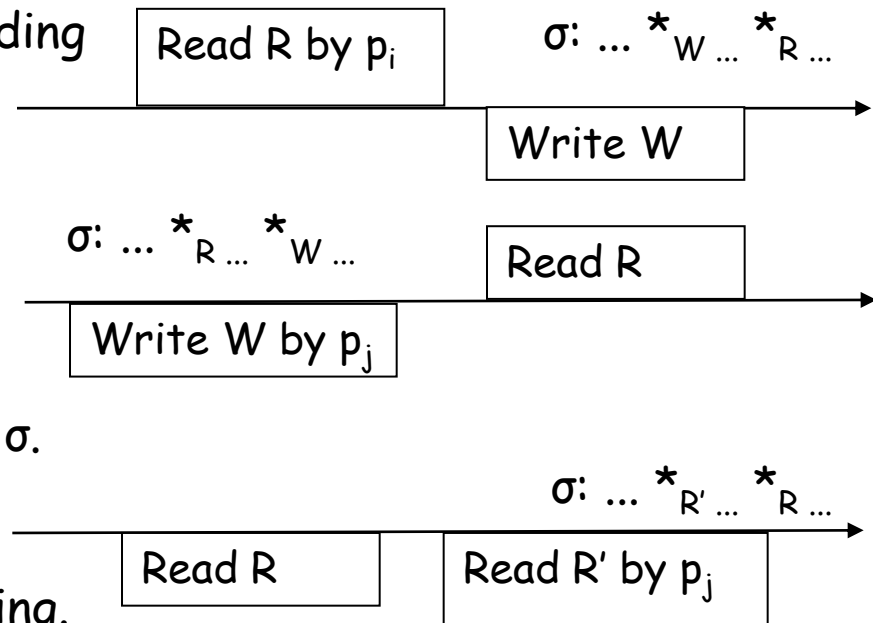 ding
Read R by pᵢ
σ: ... *W ... *R ...
Write W
σ: ... *R ... *W ...
Read R
Write W by pⱼ
σ.
σ: ... *R' ... *R ...
Read R
Read R' by pⱼ
ing.